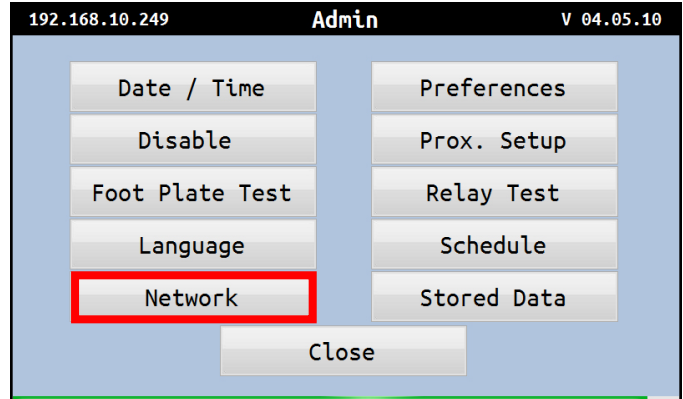 192.168.10.249 Admin V 04.05.10
Date / Time Preferences
Disable Prox. Setup
Foot Plate Test Relay Test
Language Schedule
Network Stored Data
Close